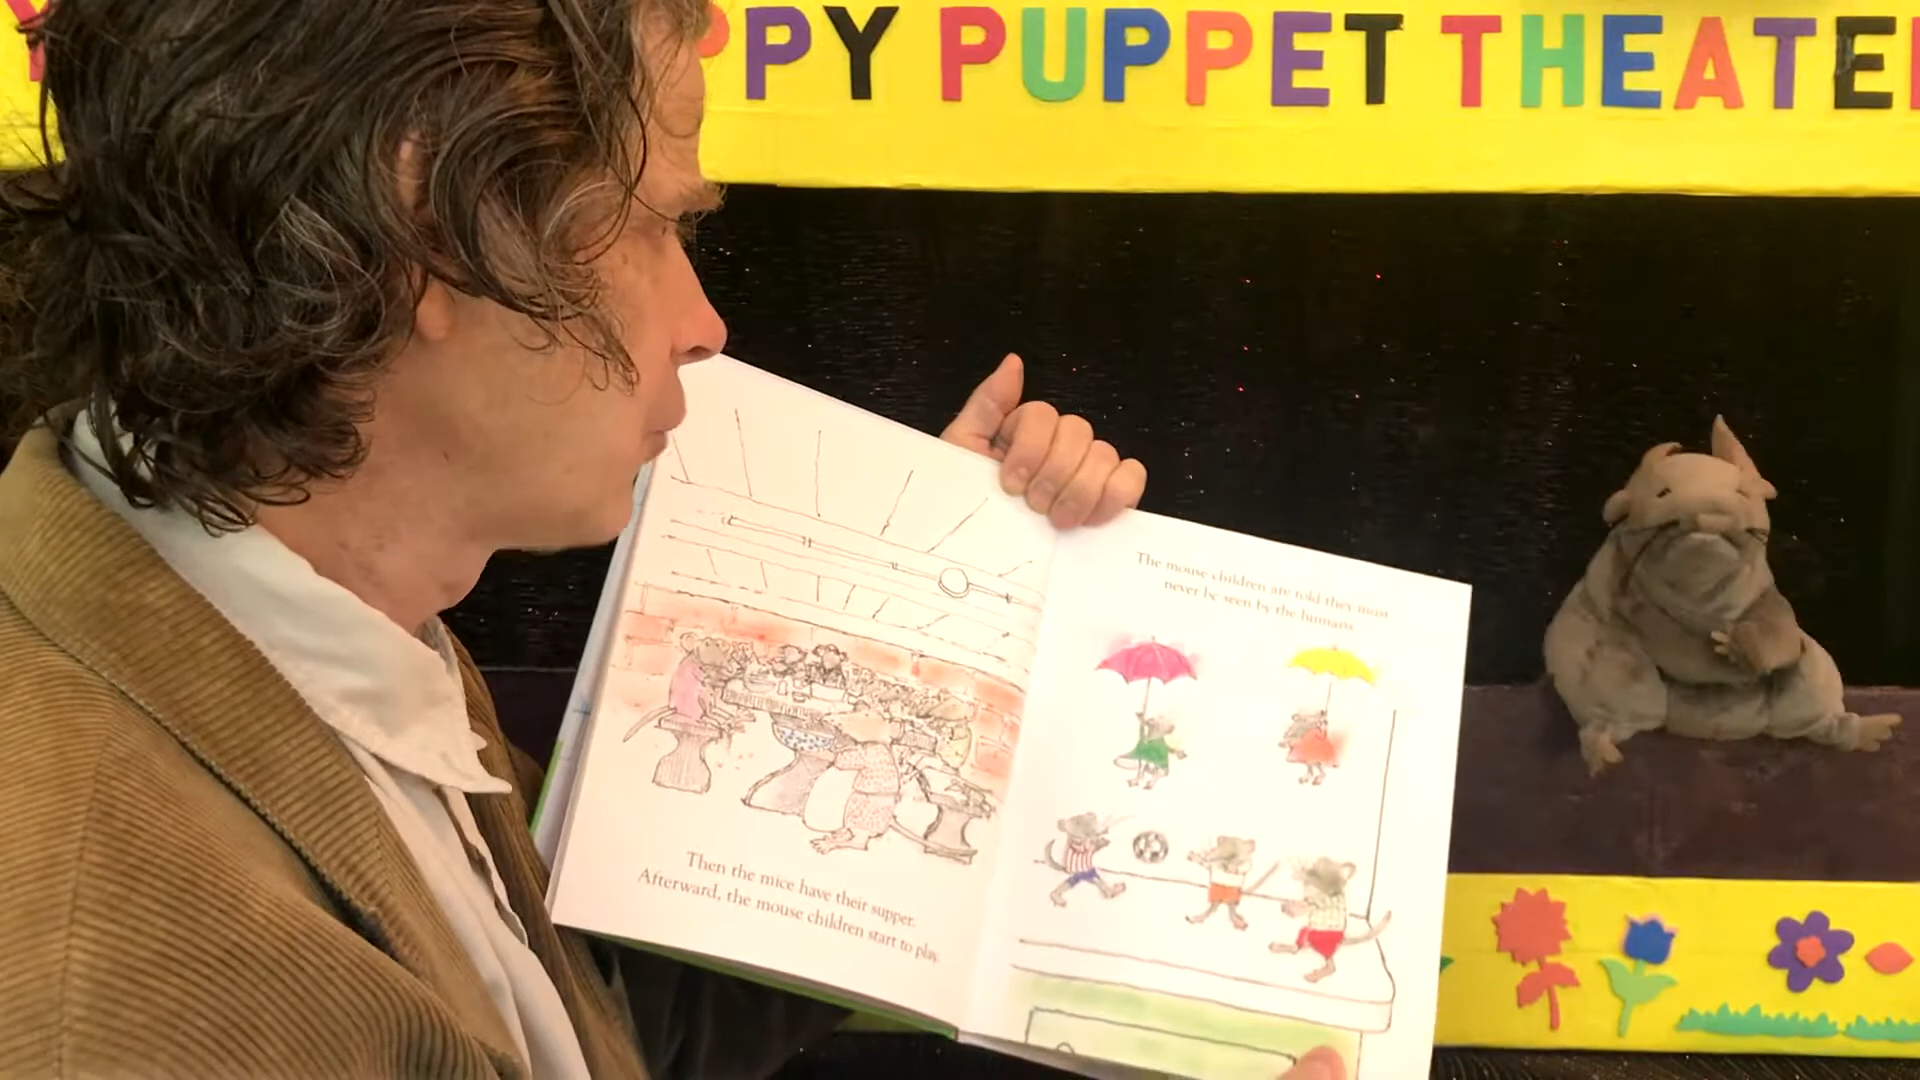 PPY PUPPET THEATER
Then the mice have their supper.
Afterward, the mouse children start to play.
The mouse children are told they must
never be seen by the humans.